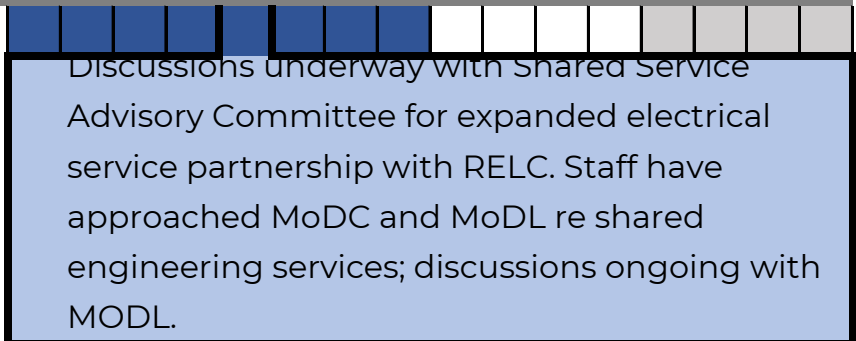 Discussions underway with Shared Service
Advisory Committee for expanded electrical
service partnership with RELC. Staff have
approached MoDC and MoDL re shared
engineering services; discussions ongoing with
MODL.